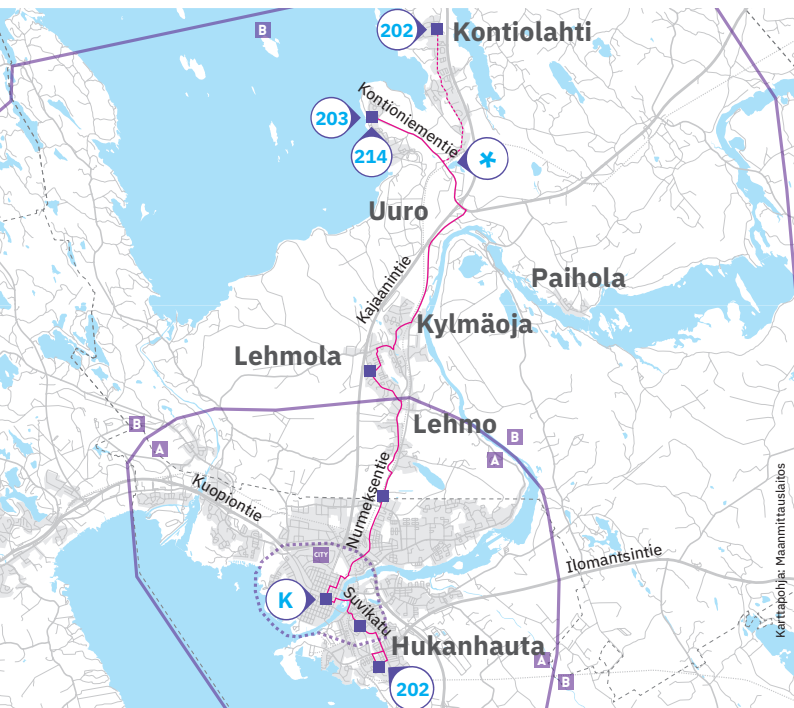 B
202
Kontiolahti
Kontioniementie
203
214
*
Uuro
Kajaanintie
Paihola
Kylmäoja
Lehmola
Lehmo
B
A
B
A
Kuopiontie
Nurmeksentie
CITY
Ilomantsintie
K
Suvikatu
Hukanhauta
A
B
202
Karttapohja: Maanmittauslaitos